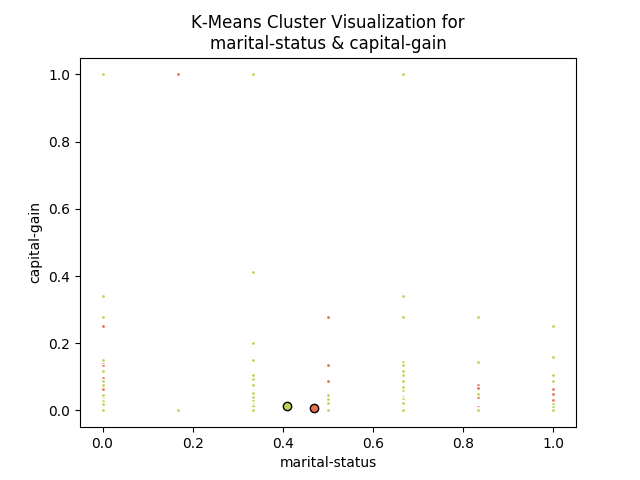 K-Means Cluster Visualization for
marital-status & capital-gain
1.0
0.8
0.6
0.4
0.2
0.0
capital-gain
0.0 0.2 0.4 0.6 0.8 1.0
marital-status